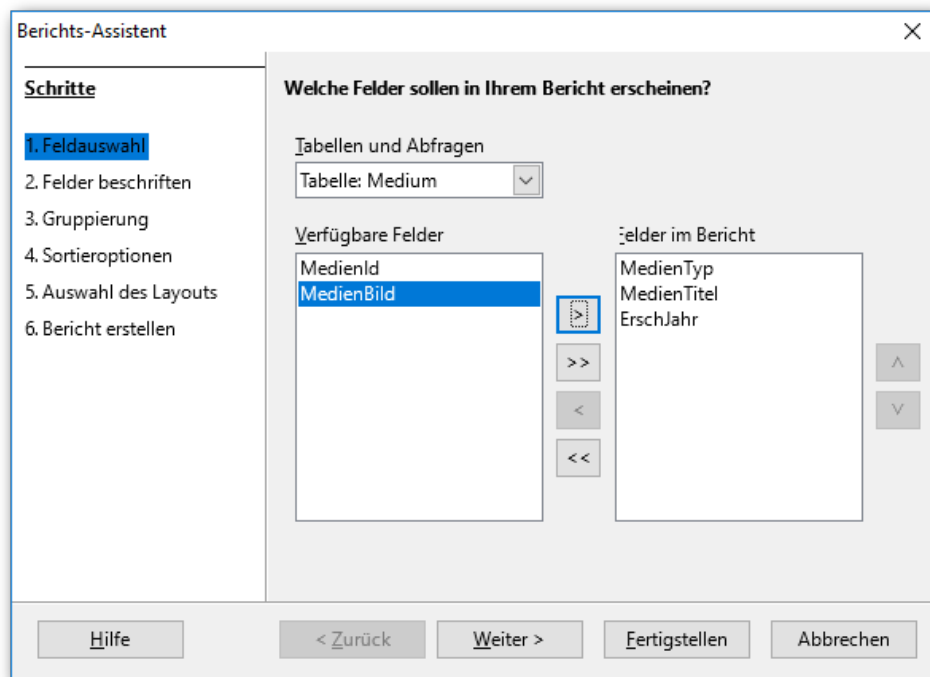 Berichts-Assistent
Schritte
1. Feldauswahl
2. Felder beschriften
3. Gruppierung
4. Sortieroptionen
5. Auswahl des Layouts
6. Bericht erstellen
Welche Felder sollen in Ihrem Bericht erscheinen?
Tabellen und Abfragen
Tabelle: Medium
Verfügbare Felder
MedienId
MedienBild
>
>>
<
<<
Felder im Bericht
MedienTyp
MedienTitel
ErschJahr
Hilfe
< Zurück
Weiter >
Fertigstellen
Abbrechen